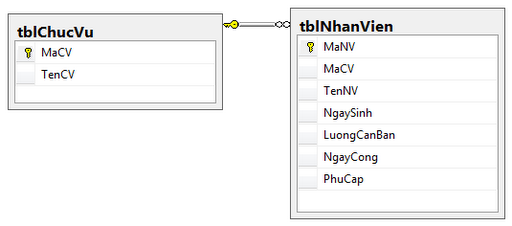 tblChucVu
MaCV
TenCV
tblNhanVien
MaNV
MaCV
TenNV
NgaySinh
LuongCanBan
NgayCong
PhuCap